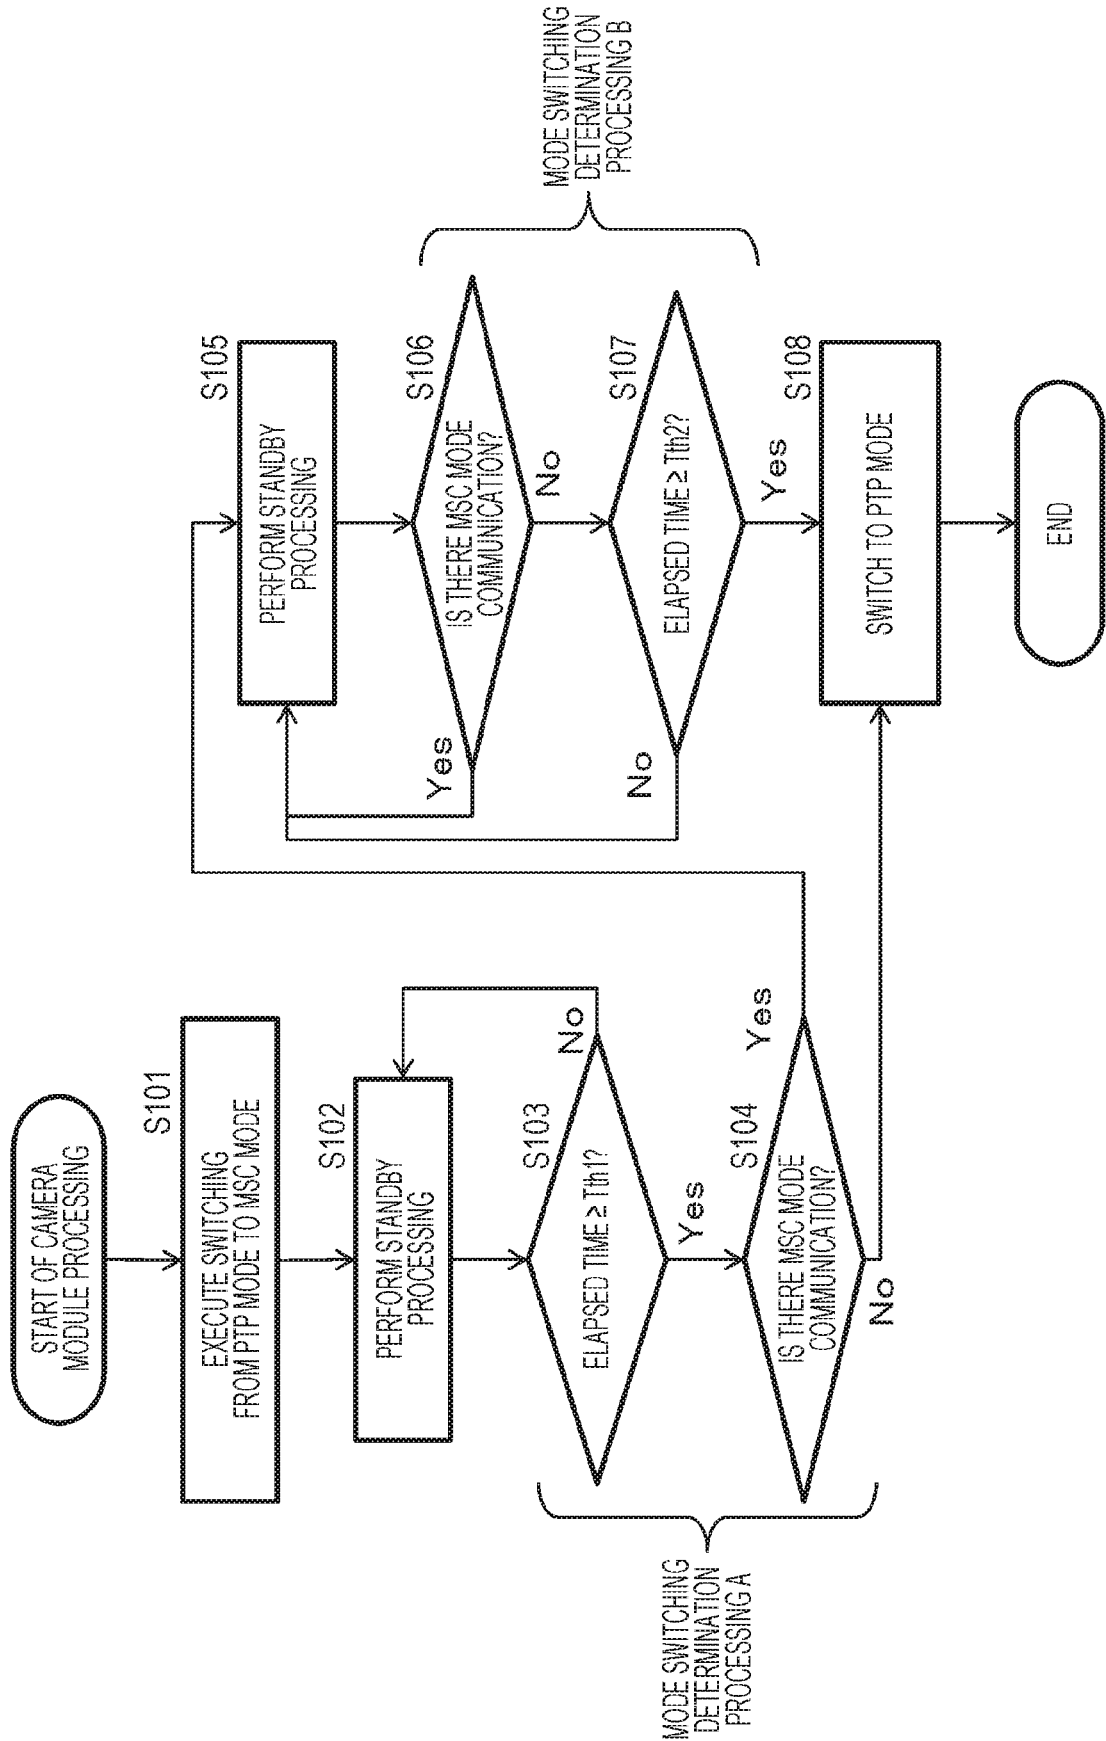 START OF CAMERA
MODULE PROCESSING
S101
EXECUTE SWITCHING
FROM PTP MODE TO MSC MODE
S102
PERFORM STANDBY
PROCESSING
S103
ELAPSED TIME ≥ Tth1?
No
Yes
S104
IS THERE MSC MODE
COMMUNICATION?
Yes
No
MODE SWITCHING
DETERMINATION
PROCESSING A
S105
PERFORM STANDBY
PROCESSING
S106
IS THERE MSC MODE
COMMUNICATION?
Yes
No
S107
ELAPSED TIME ≥ Tth2?
No
Yes
MODE SWITCHING
DETERMINATION
PROCESSING B
S108
SWITCH TO PTP MODE
END